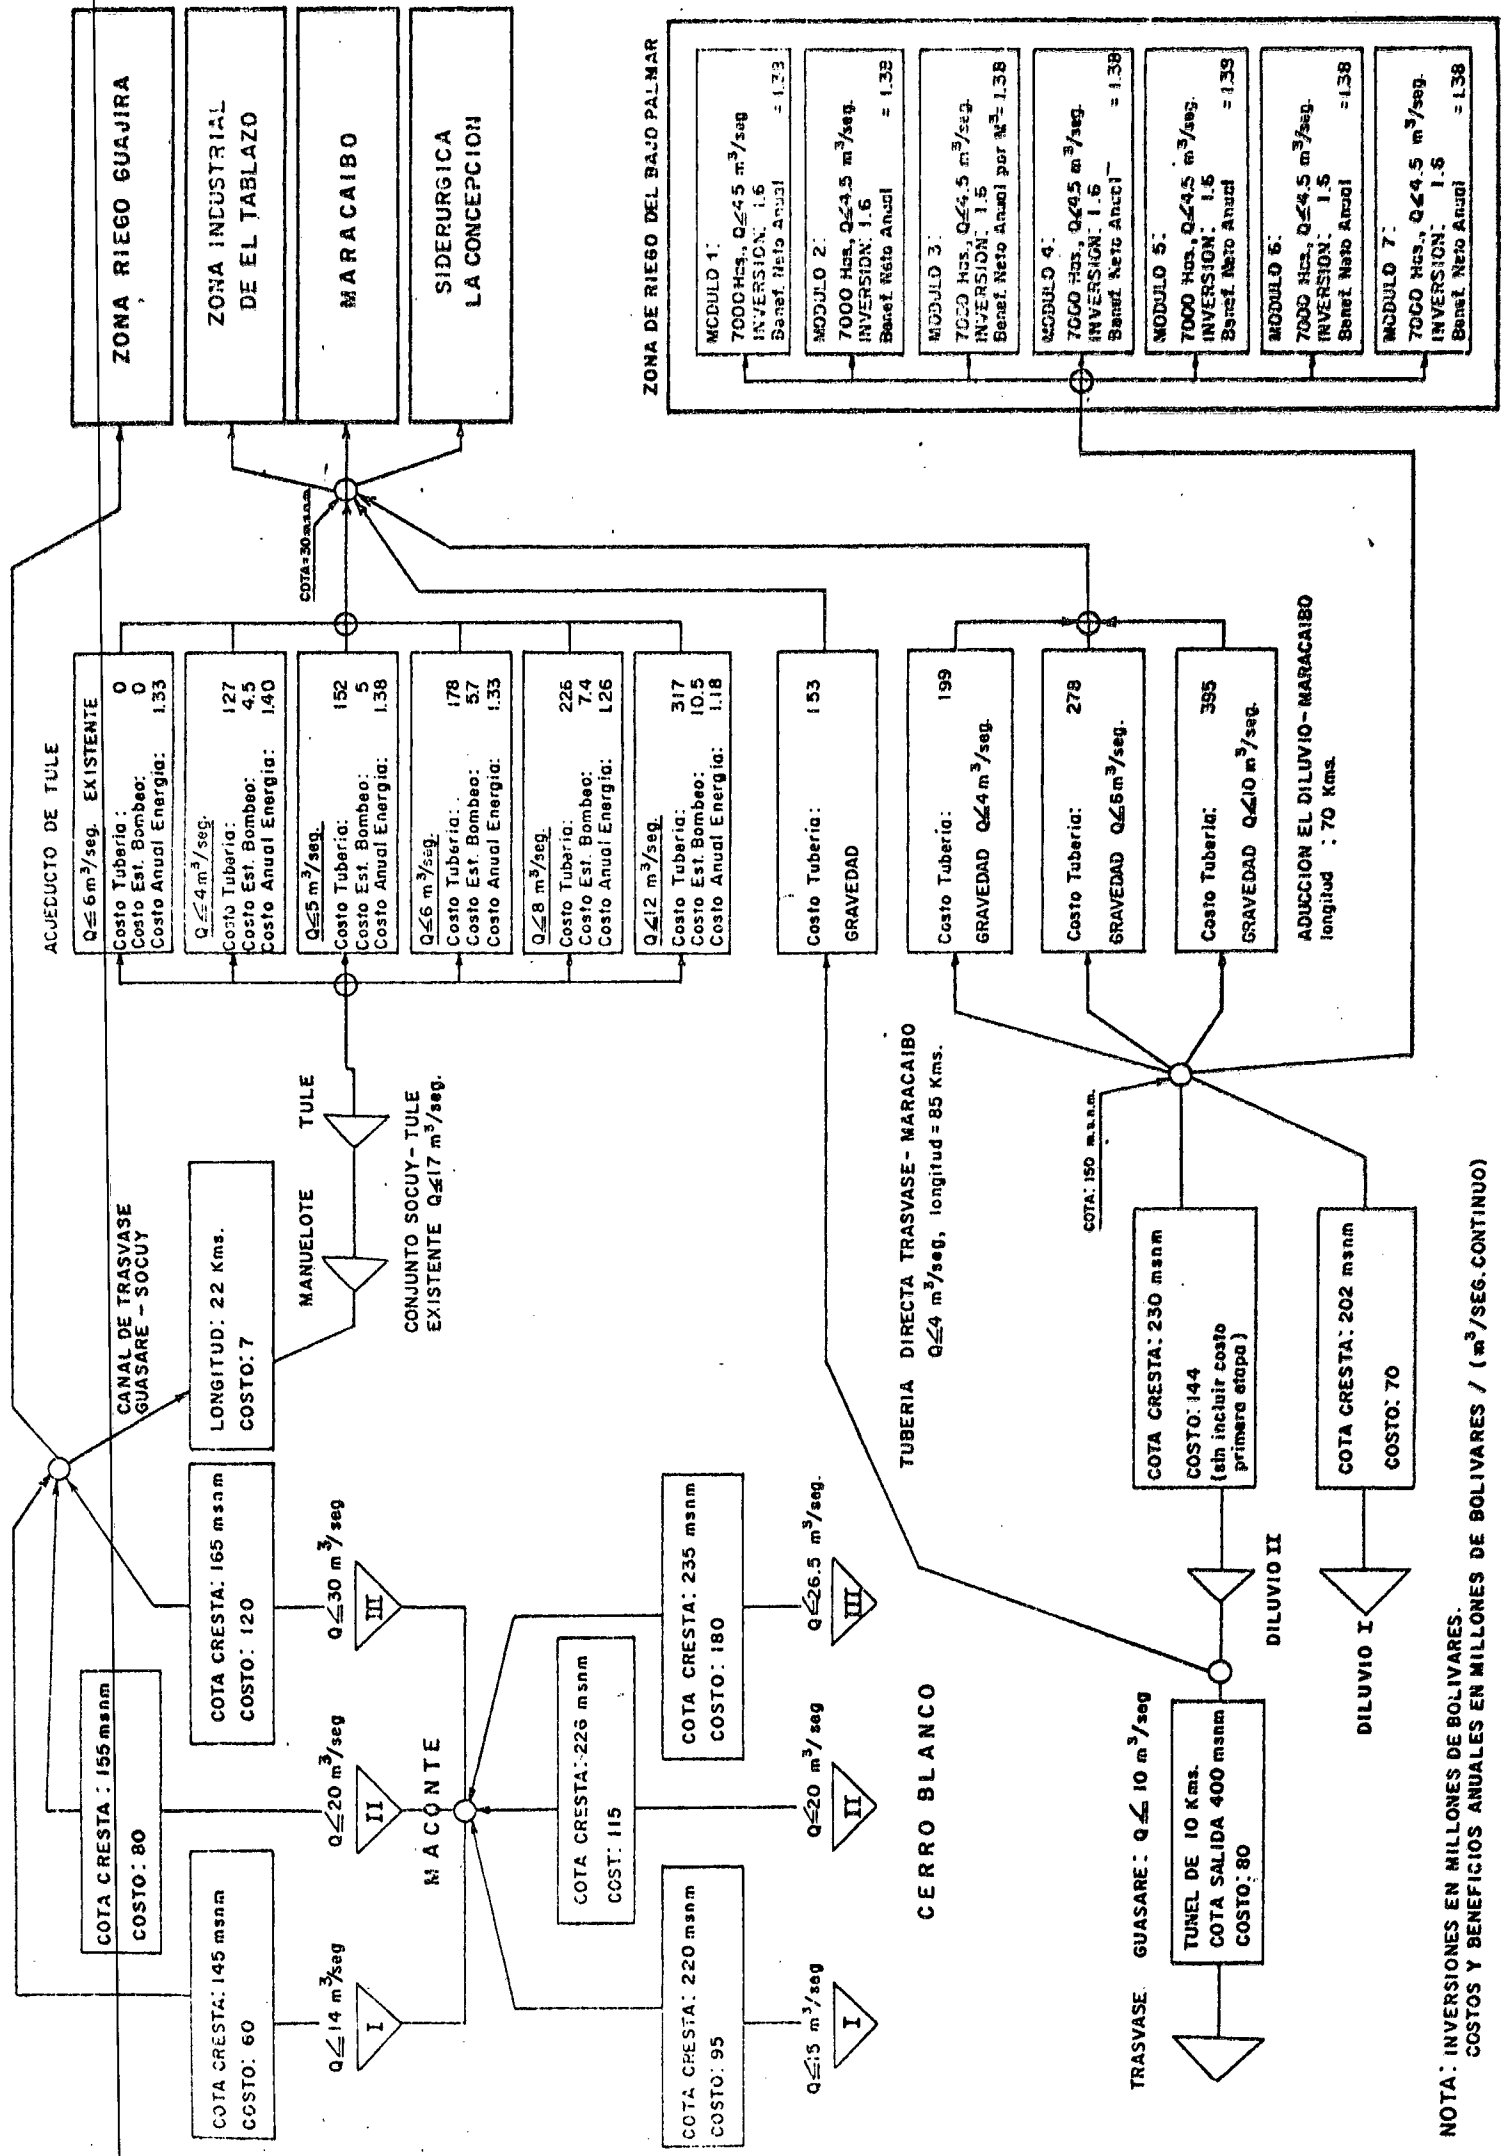 ZONA RIEGO GUAJIRA
ZONA INDUSTRIAL
DE EL TABLAZO
MARACAIBO
SIDERURGICA
LA CONCEPCION
ZONA DE RIEGO DEL BAJO PALMAR
MODULO 1:
7000 Has., Q≤4.5 m³/seg
INVERSION: 1.6
Benef. Neto Anual = 1.38
MODULO 2:
7000 Has., Q≤4.5 m³/seg.
INVERSION: 1.6
Benef. Neto Anual = 1.38
MODULO 3:
7000 Has., Q≤4.5 m³/seg.
INVERSION: 1.6
Benef. Neto Anual por M³= 1.38
MODULO 4:
7000 Has., Q≤4.5 m³/seg.
INVERSION: 1.6
Benef. Neto Anual = 1.38
MODULO 5:
7000 Has., Q≤4.5 m³/seg.
INVERSION: 1.6
Benef. Neto Anual = 1.38
MODULO 6:
7000 Has., Q≤4.5 m³/seg.
INVERSION: 1.6
Benef. Neto Anual = 1.38
MODULO 7:
7000 Has., Q≤4.5 m³/seg.
INVERSION: 1.6
Benef. Neto Anual = 1.38
COTA=30 m.s.n.m
ACUEDUCTO DE TULE
Q≤6 m³/seg. EXISTENTE
Costo Tuberia: 0
Costo Est. Bombeo: 0
Costo Anual Energia: 1.33
Q≤4 m³/seg.
Costo Tuberia: 127
Costo Est. Bombeo: 4.5
Costo Anual Energia: 1.40
Q≤5 m³/seg.
Costo Tuberia: 152
Costo Est. Bombeo: 5
Costo Anual Energia: 1.38
Q≤6 m³/seg.
Costo Tuberia: 178
Costo Est. Bombeo: 5.7
Costo Anual Energia: 1.33
Q≤8 m³/seg.
Costo Tuberia: 226
Costo Est. Bombeo: 7.4
Costo Anual Energia: 1.26
Q≤12 m³/seg.
Costo Tuberia: 317
Costo Est. Bombeo: 10.5
Costo Anual Energia: 1.18
Costo Tuberia: 153
GRAVEDAD
Costo Tuberia: 199
GRAVEDAD Q≤4 m³/seg.
Costo Tuberia: 278
GRAVEDAD Q≤6 m³/seg.
Costo Tuberia: 395
GRAVEDAD Q≤10 m³/seg.
ADUCCION EL DILUVIO-MARACAIBO
longitud : 70 Kms.
CANAL DE TRASVASE
GUASARE-SOCUY
LONGITUD: 22 Kms.
COSTO: 7
MANUELOTE
TULE
CONJUNTO SOCUY-TULE
EXISTENTE Q≤17 m³/seg.
TUBERIA DIRECTA TRASVASE-MARACAIBO
Q≤4 m³/seg, longitud = 85 Kms.
COTA: 150 m.s.n.m.
COTA CRESTA: 155 msnm
COSTO: 80
COTA CRESTA: 145 msnm
COSTO: 60
COTA CRESTA: 165 msnm
COSTO: 120
Q≤14 m³/seg
I
Q≤20 m³/seg
II
Q≤30 m³/seg
III
MACONTE
COTA CRESTA: 220 msnm
COSTO: 95
COTA CRESTA: 226 msnm
COST: 115
COTA CRESTA: 235 msnm
COSTO: 180
Q≤15 m³/seg
I
Q≤20 m³/seg
II
Q≤26.5 m³/seg.
III
CERRO BLANCO
TRASVASE GUASARE: Q≤10 m³/seg
TUNEL DE 10 Kms.
COTA SALIDA 400 msnm
COSTO: 80
COTA CRESTA: 230 msnm
COSTO: 144
(sin incluir costo
primera etapa)
DILUVIO II
COTA CRESTA: 202 msnm
COSTO: 70
DILUVIO I
NOTA: INVERSIONES EN MILLONES DE BOLIVARES.
COSTOS Y BENEFICIOS ANUALES EN MILLONES DE BOLIVARES / (m³/SEG. CONTINUO)